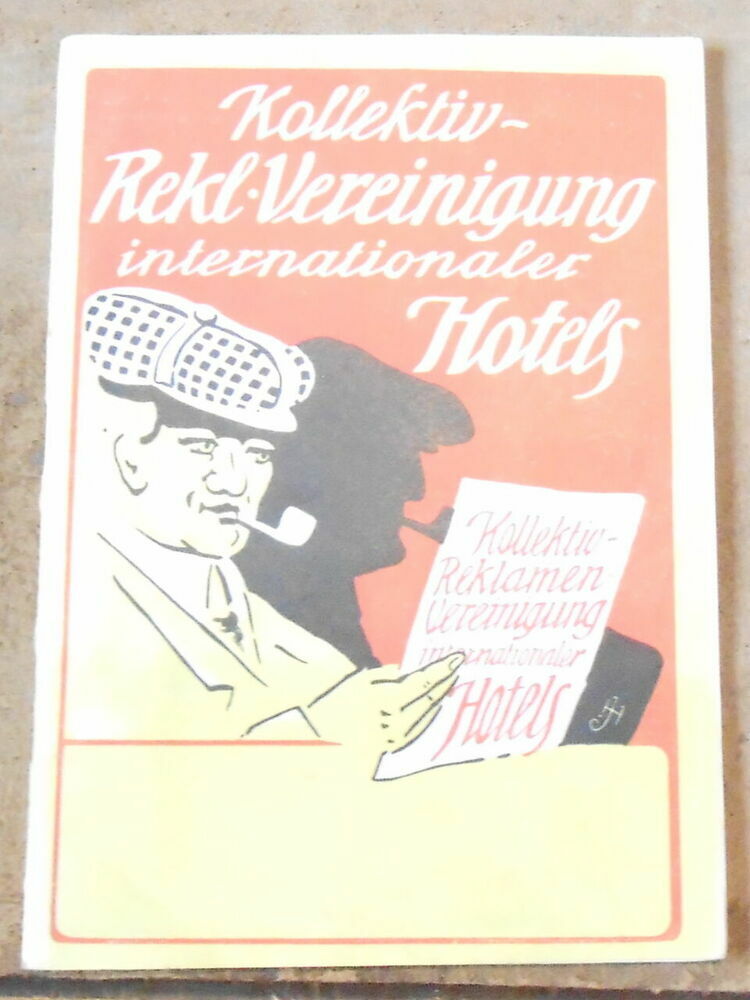 Kollektiv-
Rekl.Vereinigung
internationaler
Hotels
Kollektiv-
Reklamen-
Vereinigung
internationaler
Hotels